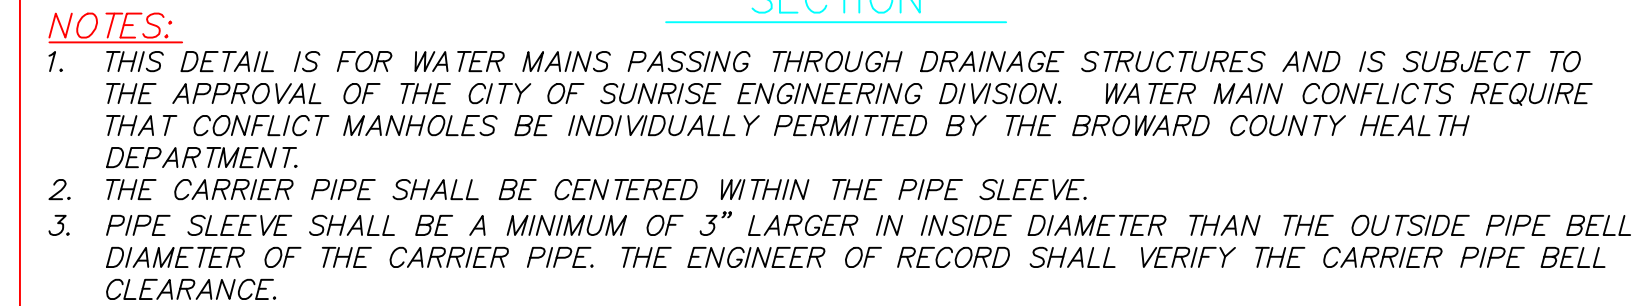 SECTION
NOTES:
1. THIS DETAIL IS FOR WATER MAINS PASSING THROUGH DRAINAGE STRUCTURES AND IS SUBJECT TO
THE APPROVAL OF THE CITY OF SUNRISE ENGINEERING DIVISION. WATER MAIN CONFLICTS REQUIRE
THAT CONFLICT MANHOLES BE INDIVIDUALLY PERMITTED BY THE BROWARD COUNTY HEALTH
DEPARTMENT.
2. THE CARRIER PIPE SHALL BE CENTERED WITHIN THE PIPE SLEEVE.
3. PIPE SLEEVE SHALL BE A MINIMUM OF 3" LARGER IN INSIDE DIAMETER THAN THE OUTSIDE PIPE BELL
DIAMETER OF THE CARRIER PIPE. THE ENGINEER OF RECORD SHALL VERIFY THE CARRIER PIPE BELL
CLEARANCE.